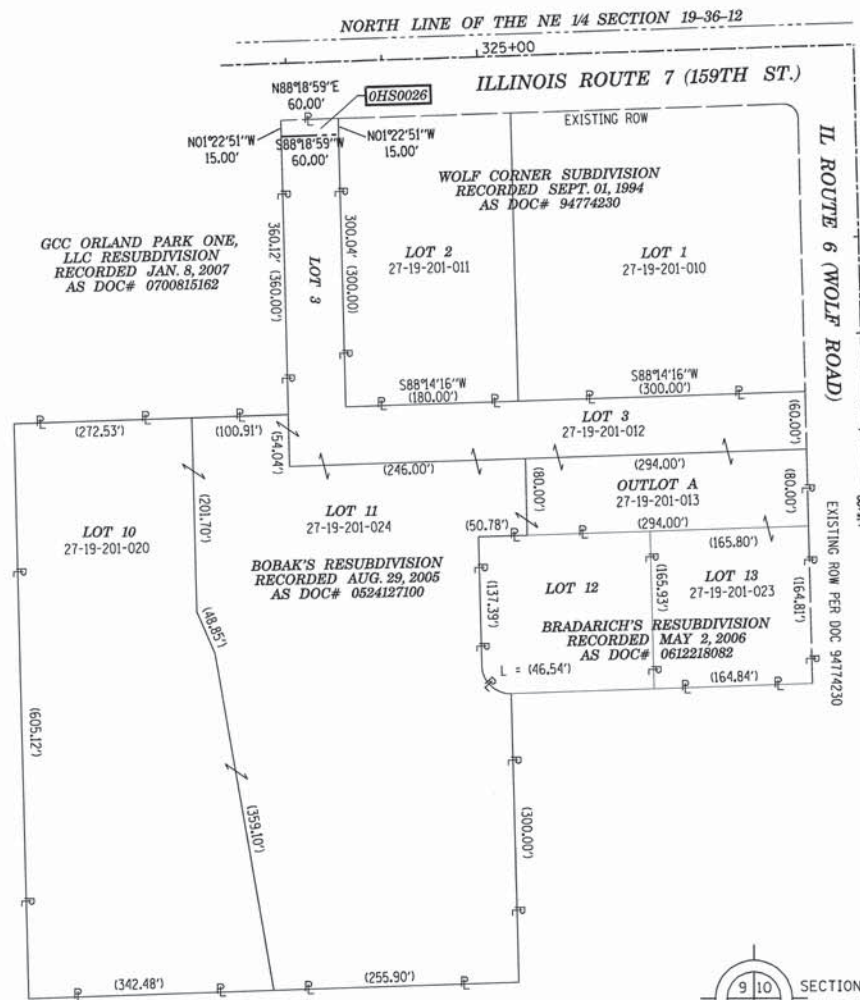 NORTH LINE OF THE NE 1/4 SECTION 19-36-12
325+00
ILLINOIS ROUTE 7 (159TH ST.)
N88°18'59"E
60.00'
0HS0026
EXISTING ROW
N01°22'51"W
15.00'
S88°18'59"W
60.00'
N01°22'51"W
15.00'
IL ROUTE 6 (WOLF ROAD)
WOLF CORNER SUBDIVISION
RECORDED SEPT. 01, 1994
AS DOC# 94774230
GCC ORLAND PARK ONE,
LLC RESUBDIVISION
RECORDED JAN. 8, 2007
AS DOC# 0700815162
360.12' (360.00')
LOT 3
300.04' (300.00')
LOT 2
27-19-201-011
LOT 1
27-19-201-010
S88°14'16"W
(180.00')
S88°14'16"W
(300.00')
(272.53')
(100.91')
(54.04')
LOT 3
27-19-201-012
(60.00')
(246.00')
(294.00')
(201.70')
LOT 11
27-19-201-024
(80.00')
OUTLOT A
27-19-201-013
(80.00')
(294.00')
LOT 10
27-19-201-020
(50.78')
(165.80')
EXISTING ROW PER DOC 94774230
BOBAK'S RESUBDIVISION
RECORDED AUG. 29, 2005
AS DOC# 0524127100
(137.39')
LOT 12
(165.93')
LOT 13
27-19-201-023
(164.81')
(48.85')
BRADARICH'S RESUBDIVISION
RECORDED MAY 2, 2006
AS DOC# 0612218082
L = (46.54')
(164.84')
(605.12')
(359.10')
(300.00')
(342.48')
(255.90')
9 10
SECTION